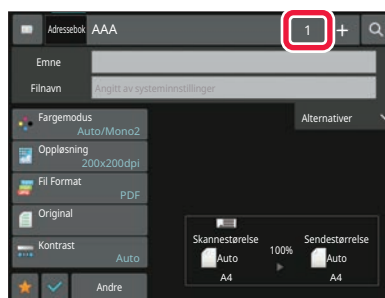 Adressebok AAA 1 +
Emne
Filnavn Angitt av systeminnstillinger
Fargemodus
Auto/Mono2
Alternativer
Oppløsning
200x200dpi
Fil Format
PDF
Original
Kontrast
Auto
Skannestørelse 100% Sendestørrelse
Auto Auto
A4 A4
Andre